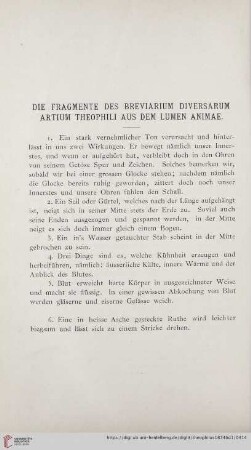 DIE FRAGMENTE DES BREVIARIUM DIVERSARUM
ARTIUM THEOPHILI AUS DEM LUMEN ANIMAE.
1. Ein stark vernehmlicher Ton verursacht und hinter-
lässt in uns zwei Wirkungen. Er bewegt nämlich unser Inner-
stes, und wenn er aufgehört hat, verbleibt doch in den Ohren
von seinem Getöse Spur und Zeichen. Solches bemerken wir,
sobald wir bei einer grossen Glocke stehen; nachdem nämlich
die Glocke bereits ruhig geworden, zittert doch noch unser
Innerstes und unsere Ohren fühlen den Schall.
2. Ein Seil oder Gürtel, welches nach der Länge aufgehängt
ist, neigt sich in seiner Mitte stets der Erde zu. Soviel auch
seine Enden ausgezogen und gespannt werden, in der Mitte
neigt es sich doch immer gleich einem Bogen.
3. Ein in's Wasser getauchter Stab scheint in der Mitte
gebrochen zu sein.
4. Drei Dinge sind es, welche Kühnheit erzeugen und
herbeiführen, nämlich: äusserliche Kälte, innere Wärme und der
Anblick des Blutes.
5. Blut erweicht harte Körper in ausgezeichneter Weise
und macht sie flüssig. In einer gewissen Abkochung von Blut
werden gläserne und eiserne Gefässe weich.
6. Eine in heisse Asche gesteckte Ruthe wird leichter
biegsam und lässt sich zu einem Stricke drehen.